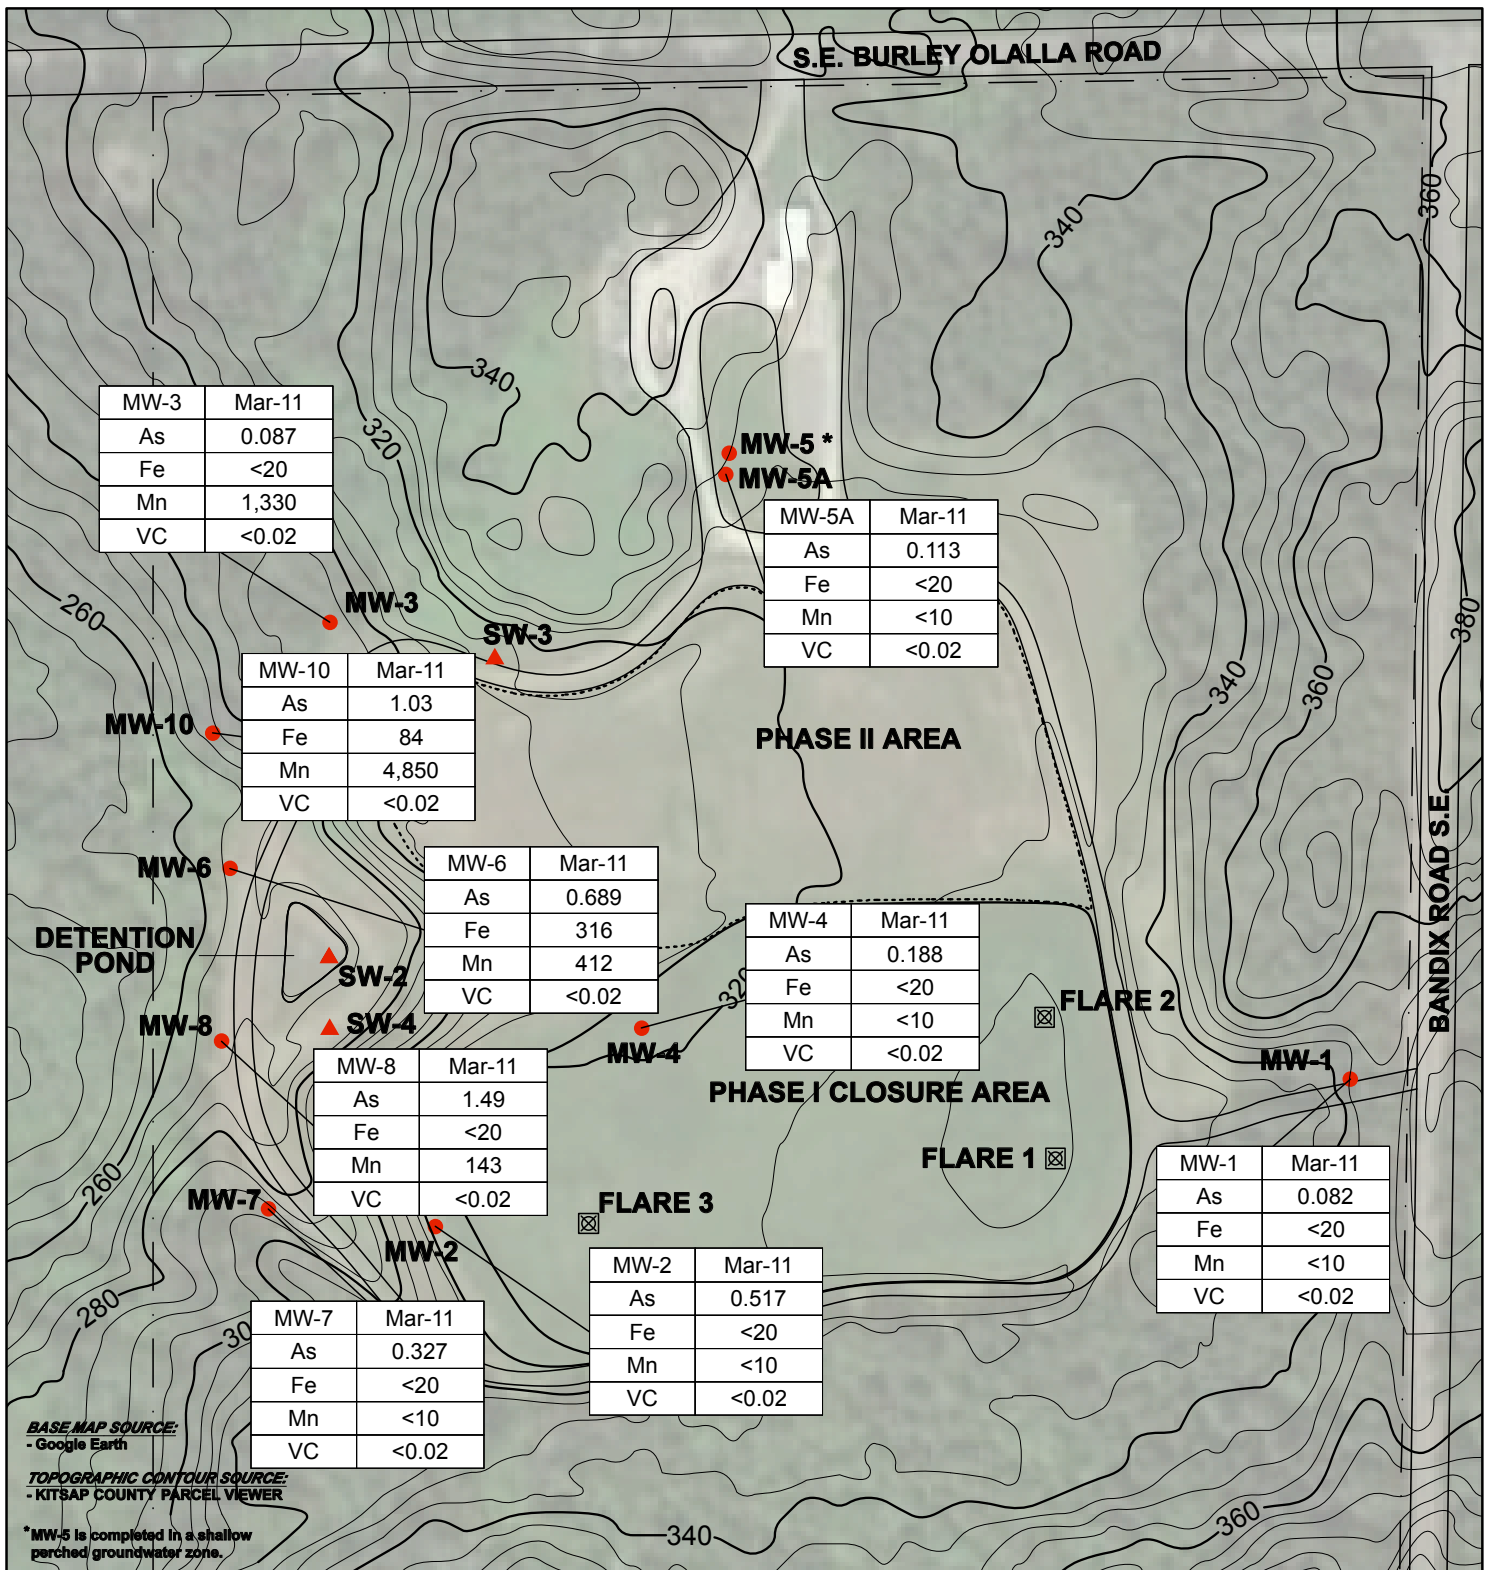 S.E. BURLEY OLALLA ROAD
360
340
340
320
MW-3 Mar-11
As 0.087
Fe <20
Mn 1,330
VC <0.02
MW-5 *
MW-5A
MW-5A Mar-11
As 0.113
Fe <20
Mn <10
VC <0.02
260
MW-3
SW-3
380
340
360
MW-10 Mar-11
As 1.03
Fe 84
Mn 4,850
VC <0.02
MW-10
PHASE II AREA
BANDIX ROAD S.E.
MW-6
MW-6 Mar-11
As 0.689
Fe 316
Mn 412
VC <0.02
DETENTION
POND
SW-2
MW-4 Mar-11
As 0.188
Fe <20
Mn <10
VC <0.02
320
FLARE 2
MW-8
SW-4
MW-4
MW-1
PHASE I CLOSURE AREA
MW-8 Mar-11
As 1.49
Fe <20
Mn 143
VC <0.02
FLARE 1
MW-1 Mar-11
As 0.082
Fe <20
Mn <10
VC <0.02
260
MW-7
MW-2
FLARE 3
MW-2 Mar-11
As 0.517
Fe <20
Mn <10
VC <0.02
280
MW-7 Mar-11
As 0.327
Fe <20
Mn <10
VC <0.02
BASE MAP SOURCE:
- Google Earth
TOPOGRAPHIC CONTOUR SOURCE:
- KITSAP COUNTY PARCEL VIEWER
* MW-5 is completed in a shallow
perched groundwater zone.
340
360